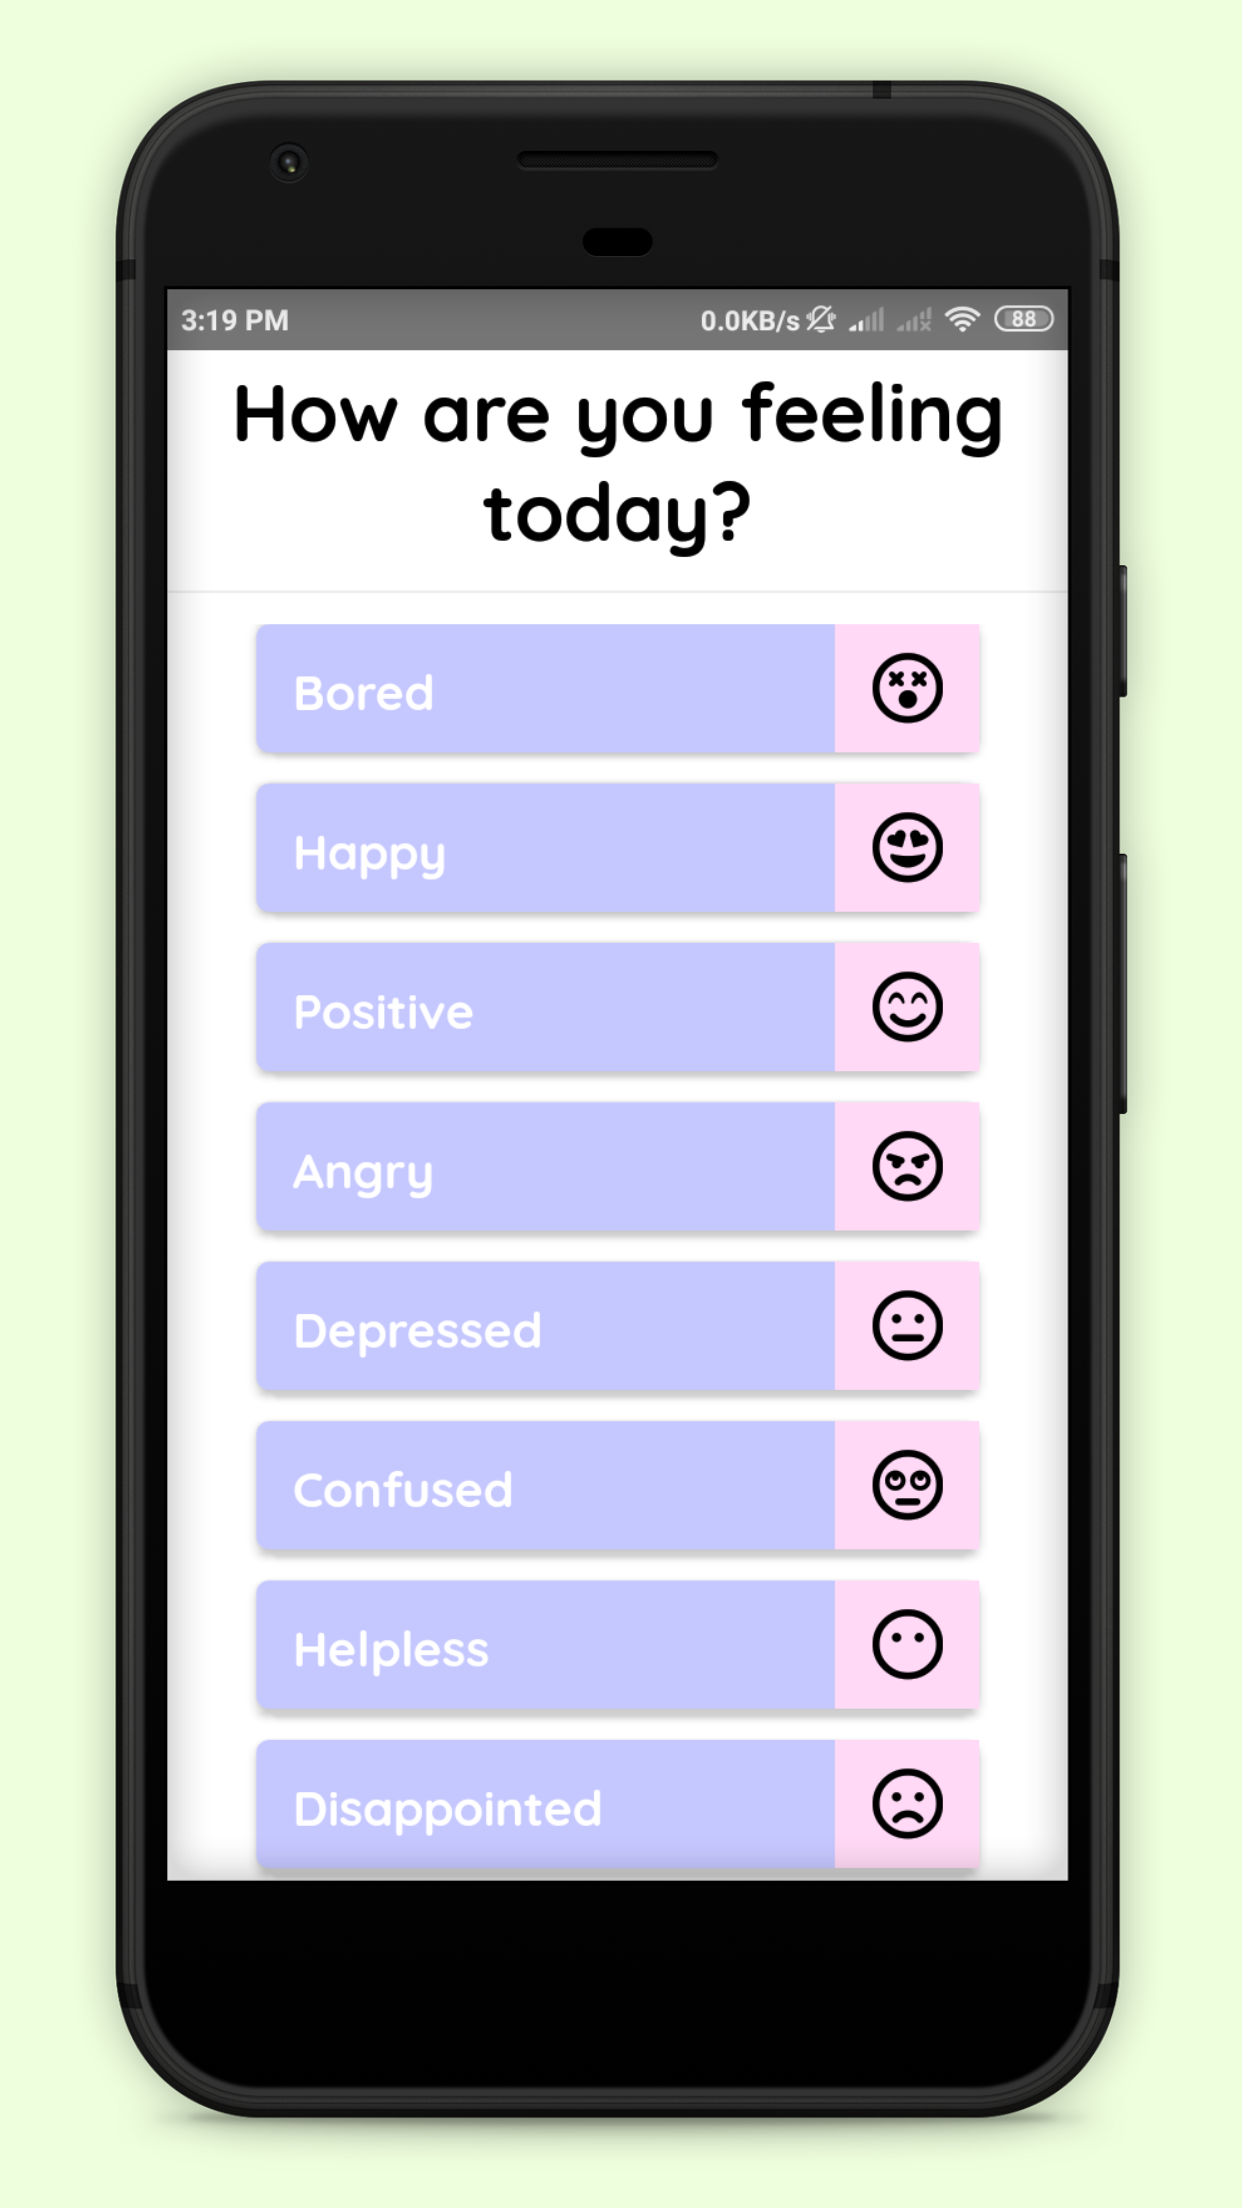 3:19 PM
0.0KB/s
88
How are you feeling
today?
Bored
Happy
Positive
Angry
Depressed
Confused
Helpless
Disappointed